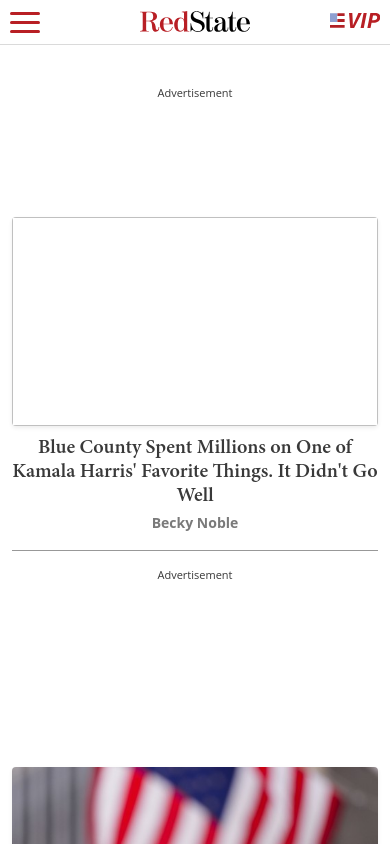 RedState
VIP
Advertisement
Blue County Spent Millions on One of
Kamala Harris' Favorite Things. It Didn't Go
Well
Becky Noble
Advertisement